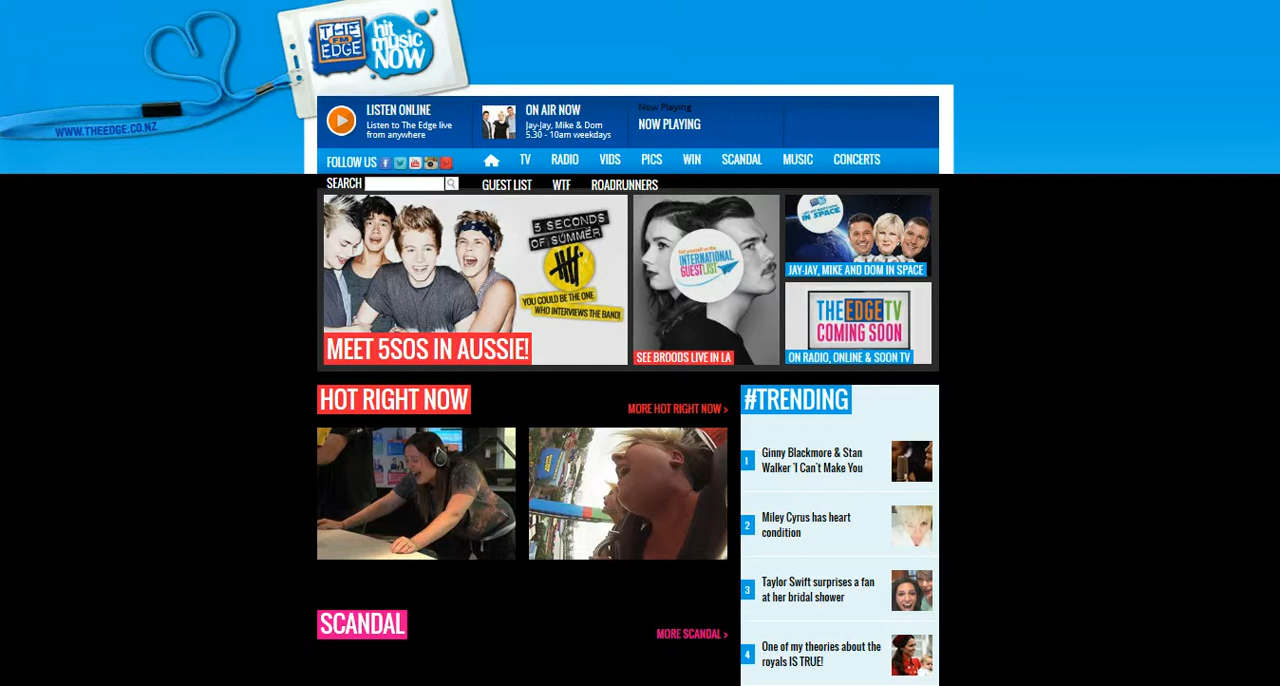 THE
FM
EDGE
hit
music
NOW
WWW.THEEDGE.CO.NZ
LISTEN ONLINE
Listen to The Edge live
from anywhere
ON AIR NOW
Jay-Jay, Mike & Dom
5.30 - 10am weekdays
Now Playing
NOW PLAYING
FOLLOW US
TV
RADIO
VIDS
PICS
WIN
SCANDAL
MUSIC
CONCERTS
SEARCH
GUEST LIST
WTF
ROADRUNNERS
5 SECONDS
OF SUMMER
YOU COULD BE THE ONE
WHO INTERVIEWS THE BAND!
MEET 5SOS IN AUSSIE!
Get yourself on the
INTERNATIONAL
GUESTLIST
SEE BROODS LIVE IN LA
IN SPACE
JAY-JAY, MIKE AND DOM IN SPACE
THE EDGE TV
COMING SOON
ON RADIO, ONLINE & SOON TV
HOT RIGHT NOW
MORE HOT RIGHT NOW >
#TRENDING
1
Ginny Blackmore & Stan
Walker 'I Can't Make You
2
Miley Cyrus has heart
condition
3
Taylor Swift surprises a fan
at her bridal shower
4
One of my theories about the
royals IS TRUE!
SCANDAL
MORE SCANDAL >